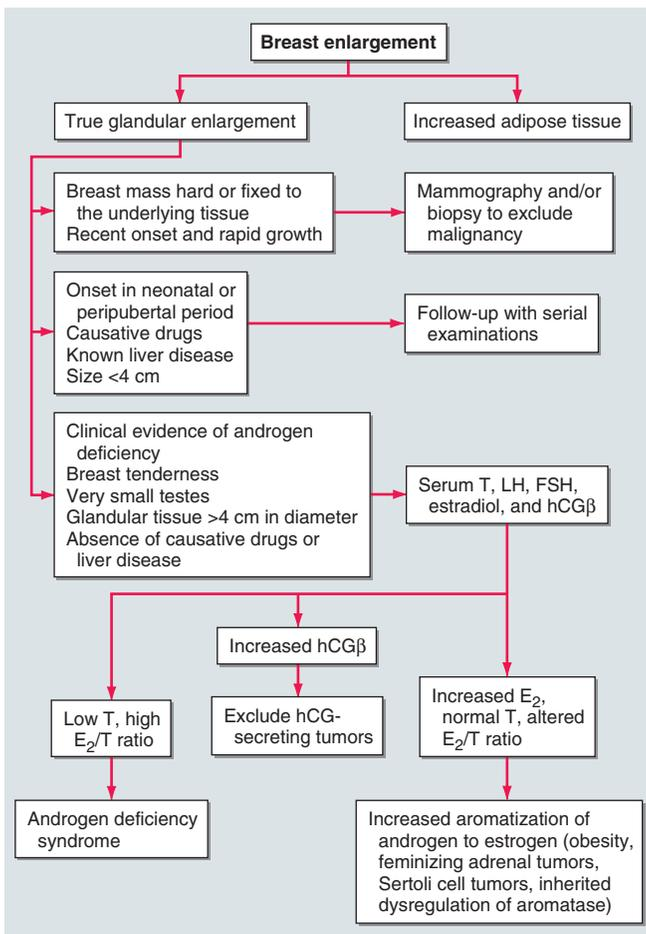 Breast enlargement
True glandular enlargement
Increased adipose tissue
Breast mass hard or fixed to
the underlying tissue
Recent onset and rapid growth
Mammography and/or
biopsy to exclude
malignancy
Onset in neonatal or
peripubertal period
Causative drugs
Known liver disease
Size <4 cm
Follow-up with serial
examinations
Clinical evidence of androgen
deficiency
Breast tenderness
Very small testes
Glandular tissue >4 cm in diameter
Absence of causative drugs or
liver disease
Serum T, LH, FSH,
estradiol, and hCGβ
Increased hCGβ
Low T, high
E₂/T ratio
Exclude hCG-
secreting tumors
Increased E₂,
normal T, altered
E₂/T ratio
Androgen deficiency
syndrome
Increased aromatization of
androgen to estrogen (obesity,
feminizing adrenal tumors,
Sertoli cell tumors, inherited
dysregulation of aromatase)